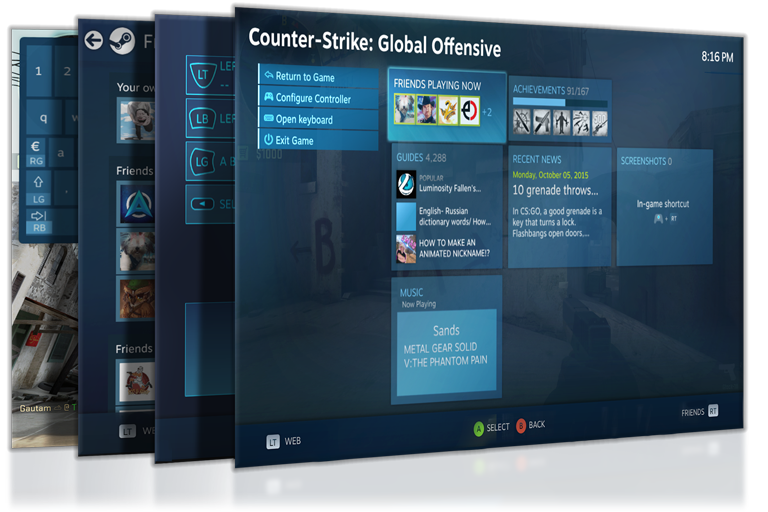 Counter-Strike: Global Offensive
8:16 PM
Return to Game
Configure Controller
Open keyboard
Exit Game
FRIENDS PLAYING NOW
+2
ACHIEVEMENTS 91/167
GUIDES 4,288
POPULAR
Luminosity Fallen's...
English- Russian
dictionary words/ How...
HOW TO MAKE AN
ANIMATED NICKNAME!?
RECENT NEWS
Monday, October 05, 2015
10 grenade throws...
In CS:GO, a good grenade is a
key that turns a lock.
Flashbangs open doors,...
SCREENSHOTS 0
In-game shortcut
+ RT
MUSIC
Now Playing
Sands
METAL GEAR SOLID
V:THE PHANTOM PAIN
LT WEB
A SELECT B BACK
FRIENDS RT
LT LEF
--
LB LEF
LG A B
SEL
$1000
B
Your ow
Friends
Friends
LT WE
1 2
q w
€ a
RG
LG
RB
Gautam